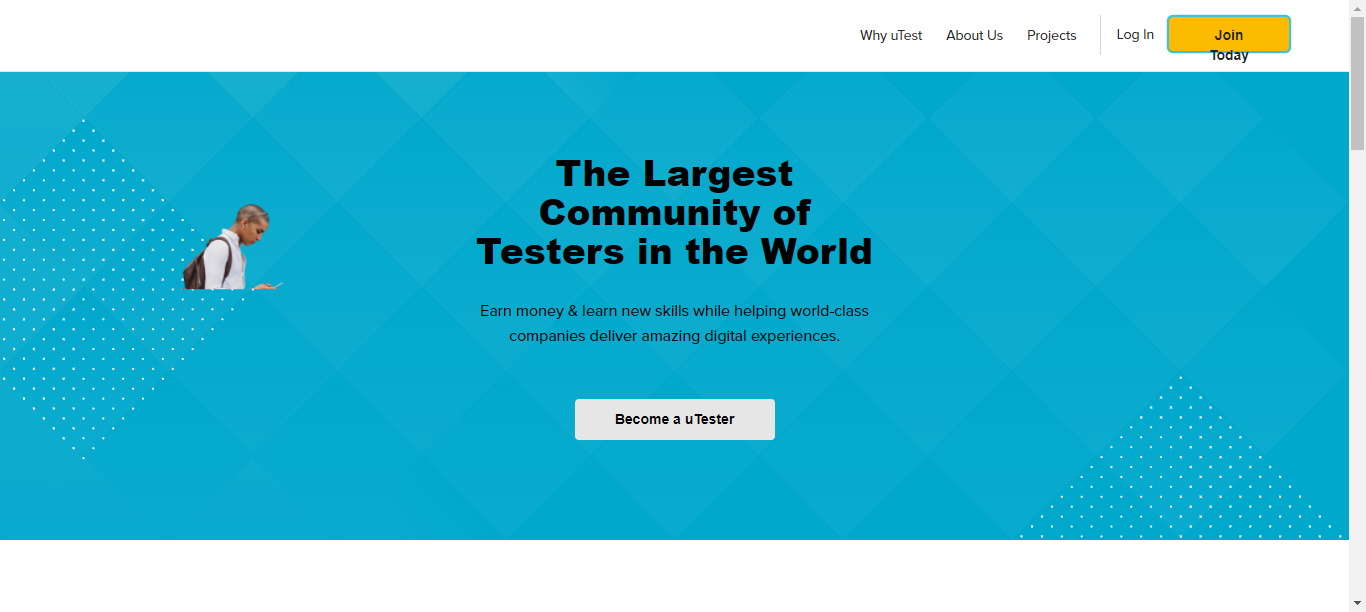 Why uTest
About Us
Projects
Log In
Join
Today
The Largest
Community of
Testers in the World
Earn money & learn new skills while helping world-class
companies deliver amazing digital experiences.
Become a uTester